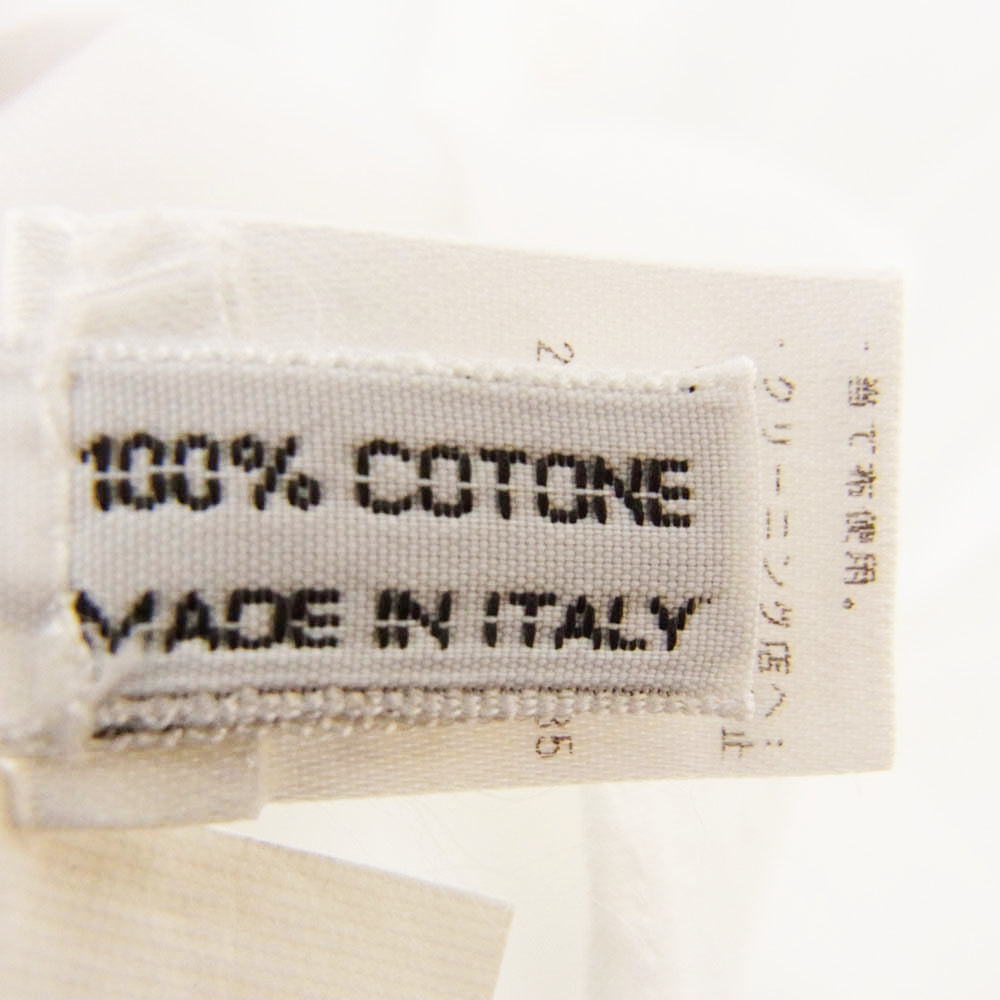 100% COTONE
MADE IN ITALY
当て布使用。
クリーニング店へ
止
2
35